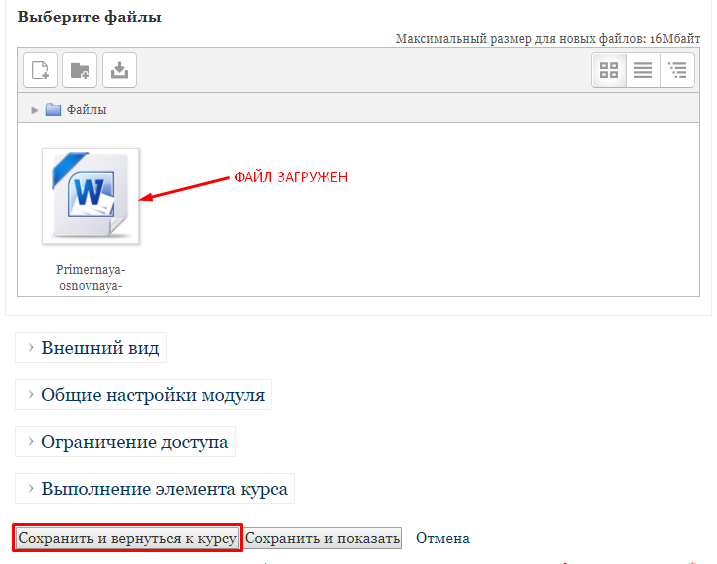 Выберите файлы
Максимальный размер для новых файлов: 16Мбайт
Файлы
ФАЙЛ ЗАГРУЖЕН
W
Primernaya-
osnovnaya-
Внешний вид
Общие настройки модуля
Ограничение доступа
Выполнение элемента курса
Сохранить и вернуться к курсу Сохранить и показать Отмена